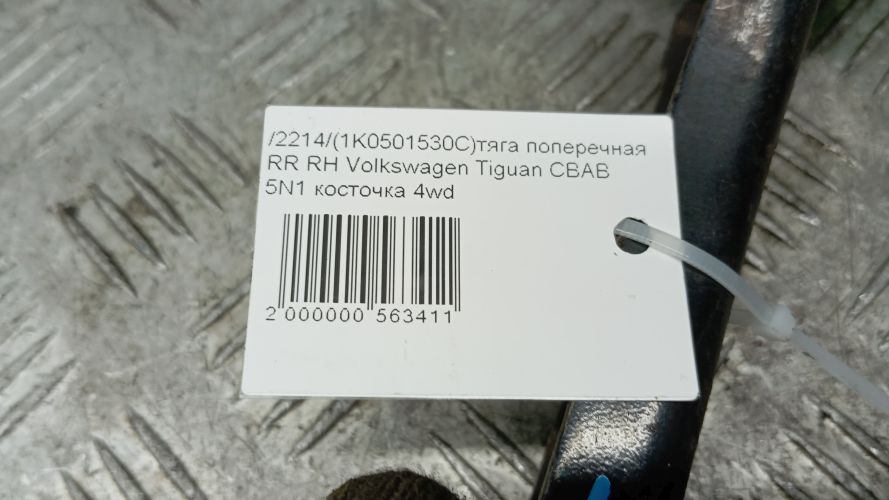 /2214/(1K0501530C)тяга поперечная
RR RH Volkswagen Tiguan CBAB
5N1 косточка 4wd
2 000000 563411